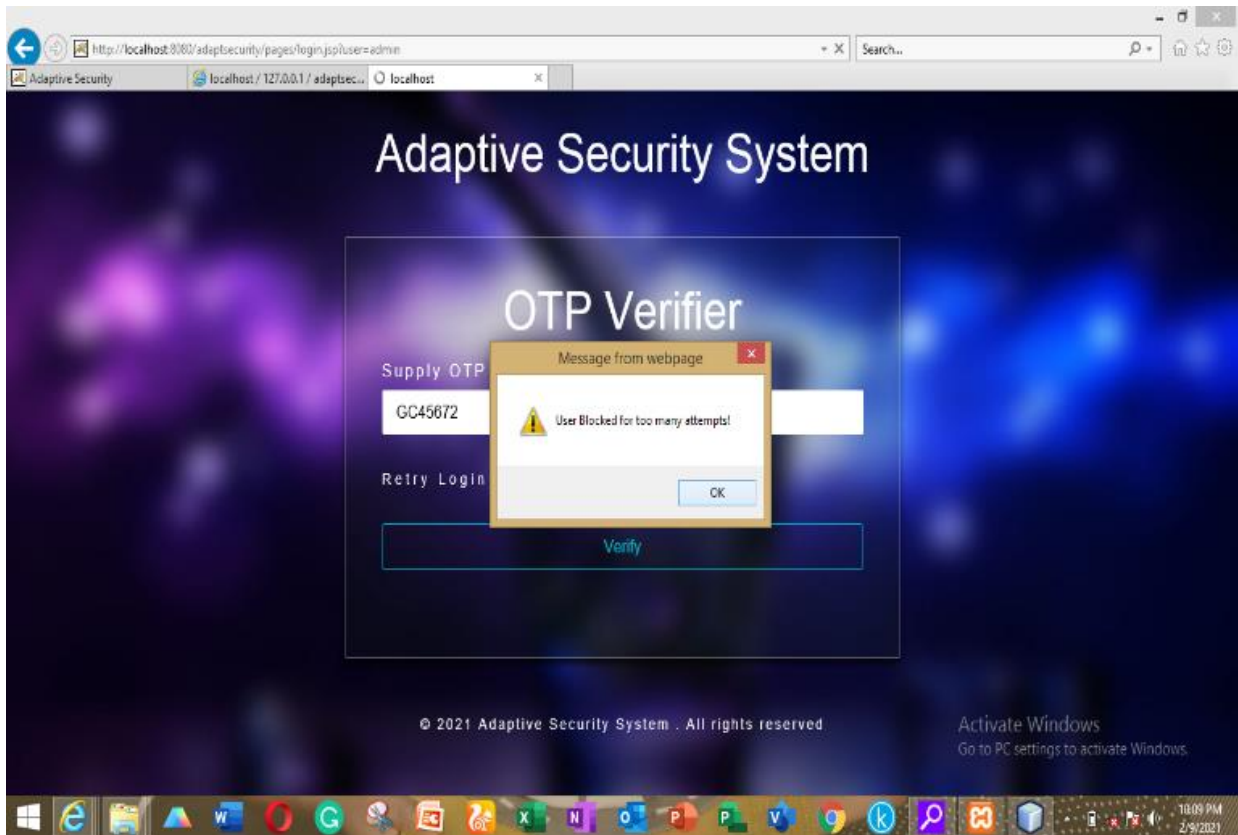 http://localhost:8080/adaptsecurity/pages/login.jsp?user=admin
Search...
Adaptive Security
localhost / 127.0.0.1 / adaptsec...
localhost
Adaptive Security System
OTP Verifier
Supply OTP
GC45672
Message from webpage
User Blocked for too many attempts!
OK
Retry Login
Verify
© 2021 Adaptive Security System . All rights reserved
Activate Windows
Go to PC settings to activate Windows.
10:09 PM
2/9/2021